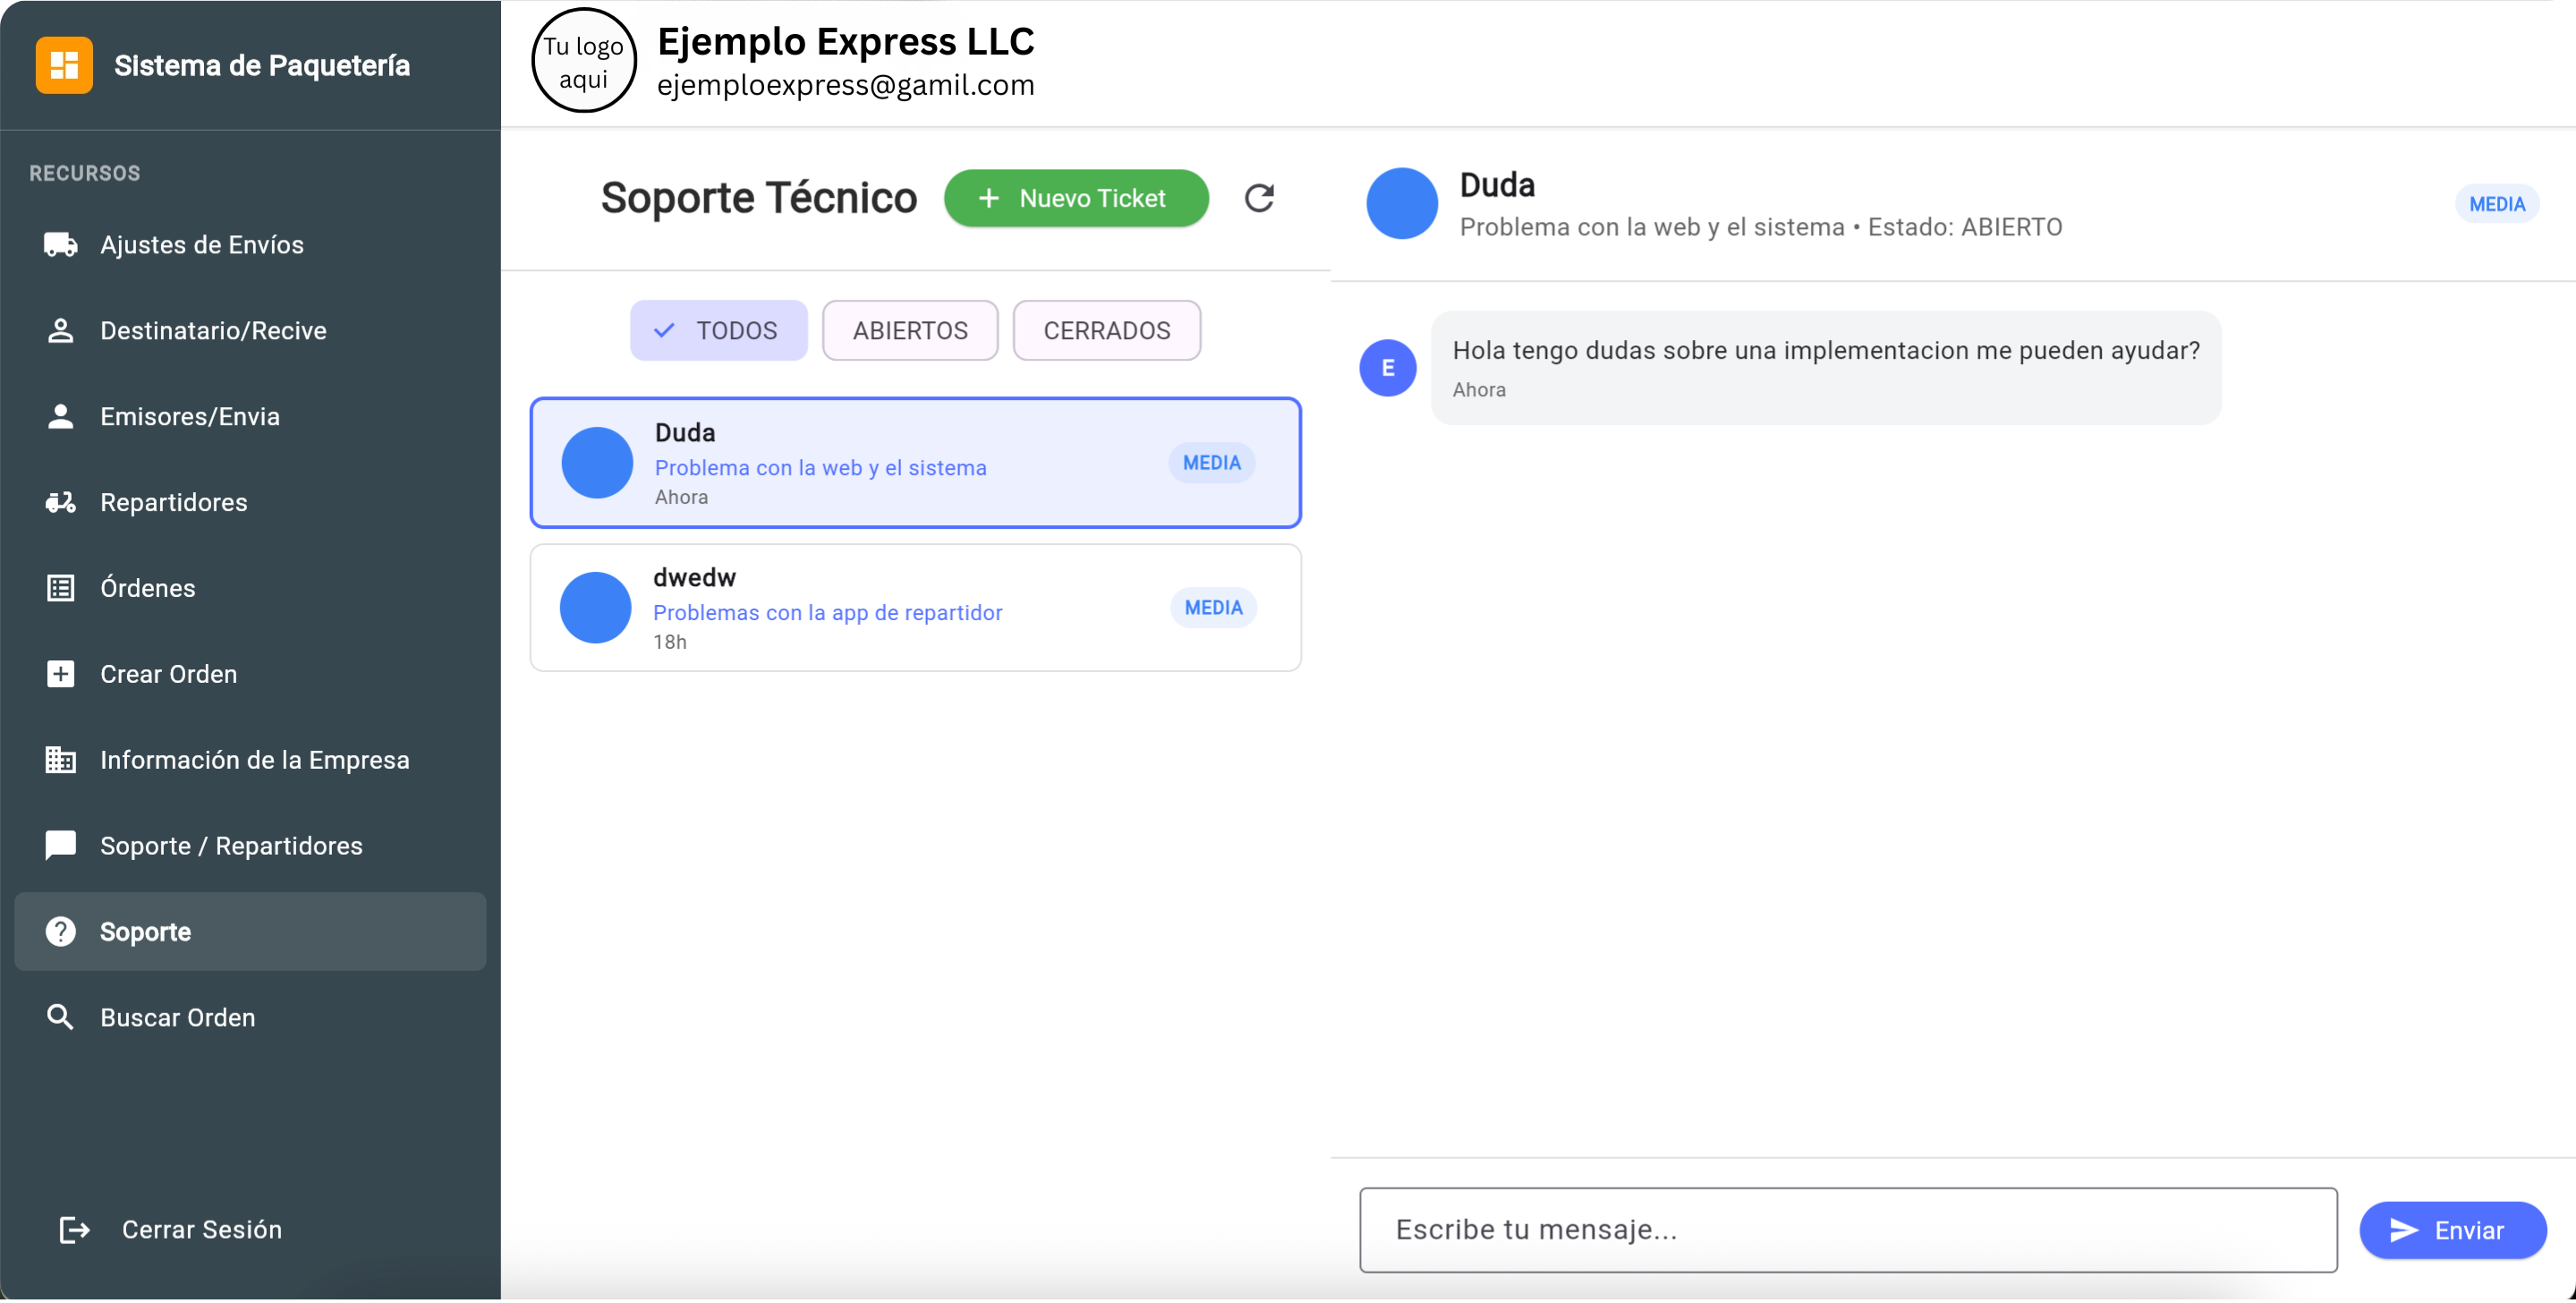 Sistema de Paquetería
RECURSOS
Ajustes de Envíos
Destinatario/Recive
Emisores/Envia
Repartidores
Órdenes
Crear Orden
Información de la Empresa
Soporte / Repartidores
Soporte
Buscar Orden
Cerrar Sesión
Tu logo
aqui
Ejemplo Express LLC
ejemploexpress@gamil.com
Soporte Técnico
Nuevo Ticket
TODOS
ABIERTOS
CERRADOS
Duda
Problema con la web y el sistema
Ahora
MEDIA
dwedw
Problemas con la app de repartidor
18h
MEDIA
Duda
Problema con la web y el sistema • Estado: ABIERTO
MEDIA
E
Hola tengo dudas sobre una implementacion me pueden ayudar?
Ahora
Escribe tu mensaje...
Enviar